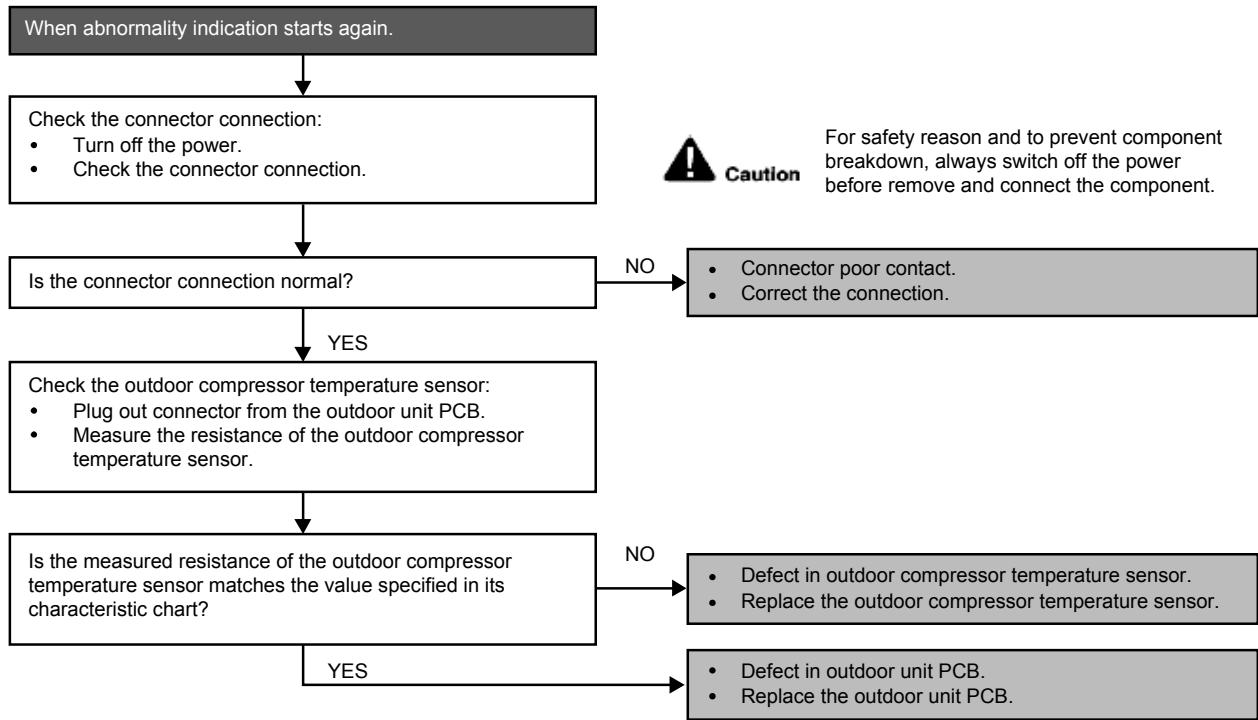 When abnormality indication starts again.
Check the connector connection:
• Turn off the power.
• Check the connector connection.
Caution
For safety reason and to prevent component
breakdown, always switch off the power
before remove and connect the component.
Is the connector connection normal?
NO
• Connector poor contact.
• Correct the connection.
YES
Check the outdoor compressor temperature sensor:
• Plug out connector from the outdoor unit PCB.
• Measure the resistance of the outdoor compressor
temperature sensor.
Is the measured resistance of the outdoor compressor
temperature sensor matches the value specified in its
characteristic chart?
NO
• Defect in outdoor compressor temperature sensor.
• Replace the outdoor compressor temperature sensor.
YES
• Defect in outdoor unit PCB.
• Replace the outdoor unit PCB.